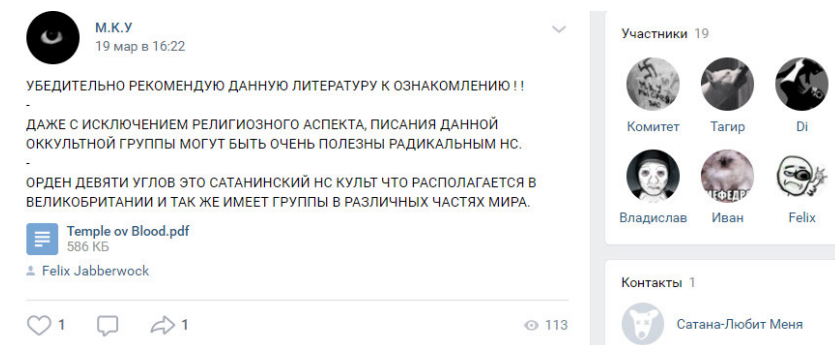 М.К.У
19 мар в 16:22
УБЕДИТЕЛЬНО РЕКОМЕНДУЮ ДАННУЮ ЛИТЕРАТУРУ К ОЗНАКОМЛЕНИЮ ! !
-
ДАЖЕ С ИСКЛЮЧЕНИЕМ РЕЛИГИОЗНОГО АСПЕКТА, ПИСАНИЯ ДАННОЙ
ОККУЛЬТНОЙ ГРУППЫ МОГУТ БЫТЬ ОЧЕНЬ ПОЛЕЗНЫ РАДИКАЛЬНЫМ НС.
-
ОРДЕН ДЕВЯТИ УГЛОВ ЭТО САТАНИНСКИЙ НС КУЛЬТ ЧТО РАСПОЛАГАЕТСЯ В
ВЕЛИКОБРИТАНИИ И ТАК ЖЕ ИМЕЕТ ГРУППЫ В РАЗЛИЧНЫХ ЧАСТЯХ МИРА.
Temple ov Blood.pdf
586 КБ
Felix Jabberwock
1
1
113
Участники 19
Комитет
Тагир
Di
Владислав
Иван
Felix
Контакты 1
Сатана-Любит Меня